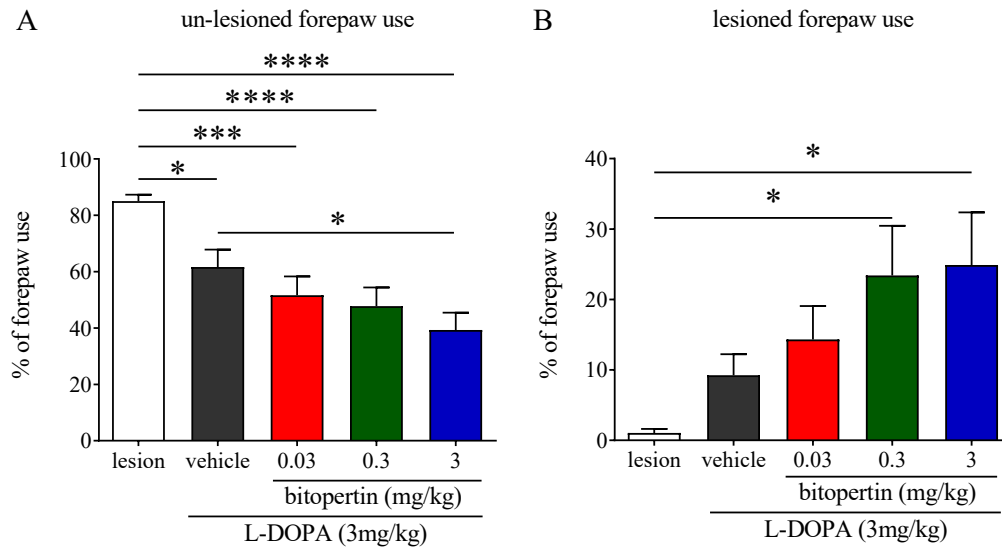 A
un-lesioned forepaw use
****
****
***
*
*
% of forepaw use
100
80
60
40
20
0
lesion
vehicle
0.03
0.3
3
bitopertin (mg/kg)
L-DOPA (3mg/kg)
B
lesioned forepaw use
*
*
% of forepaw use
40
30
20
10
0
lesion
vehicle
0.03
0.3
3
bitopertin (mg/kg)
L-DOPA (3mg/kg)